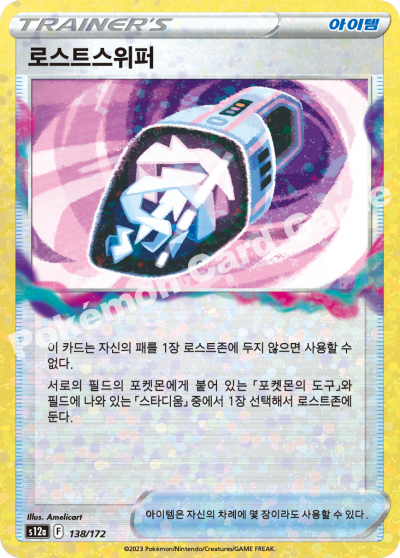 TRAINER'S
아이템
로스트스위퍼
Pokémon Card Game
이 카드는 자신의 패를 1장 로스트존에 두지 않으면 사용할 수
없다.
서로의 필드의 포켓몬에게 붙어 있는 「포켓몬의 도구」와
필드에 나와 있는 「스타디움」 중에서 1장 선택해서 로스트존에
둔다.
Illus. Amelicart
s12a F 138/172
아이템은 자신의 차례에 몇 장이라도 사용할 수 있다.
©2023 Pokémon/Nintendo/Creatures/GAME FREAK.